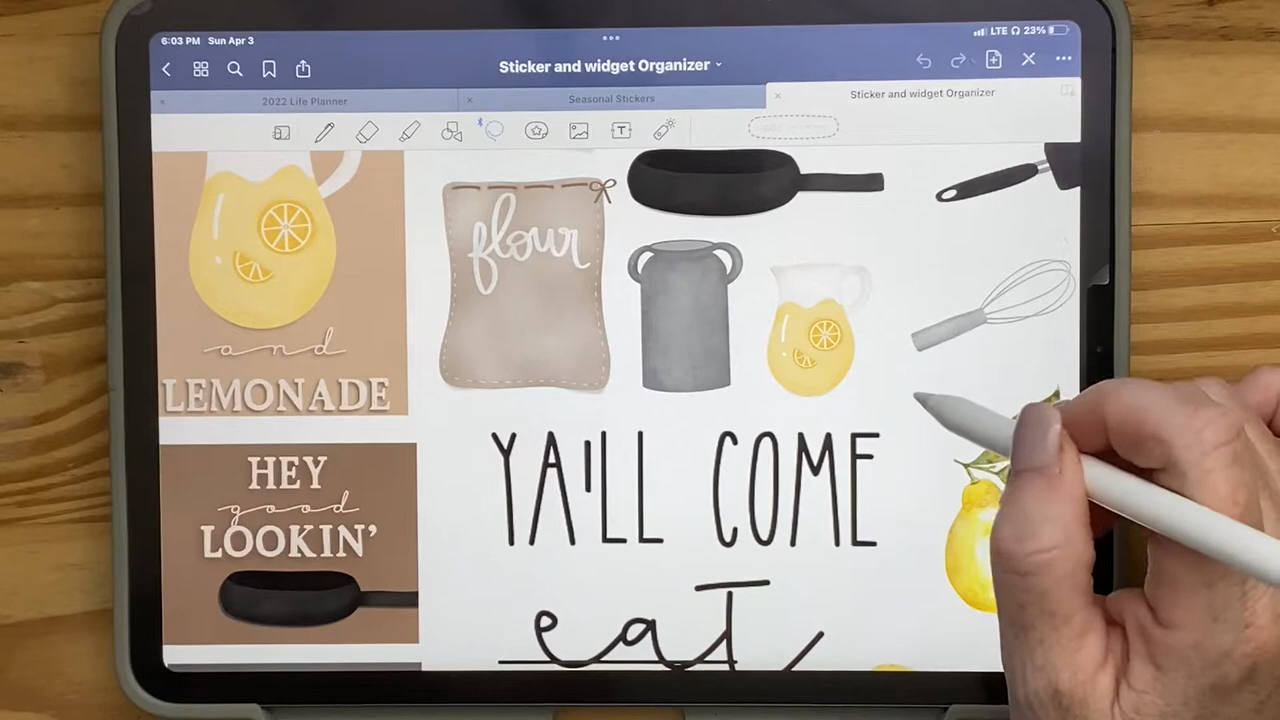 6:03 PM Sun Apr 3
LTE 23%
Sticker and widget Organizer
2022 Life Planner
Seasonal Stickers
Sticker and widget Organizer
T
and
LEMONADE
HEY
good
LOOKIN'
flour
YA'LL COME
eat